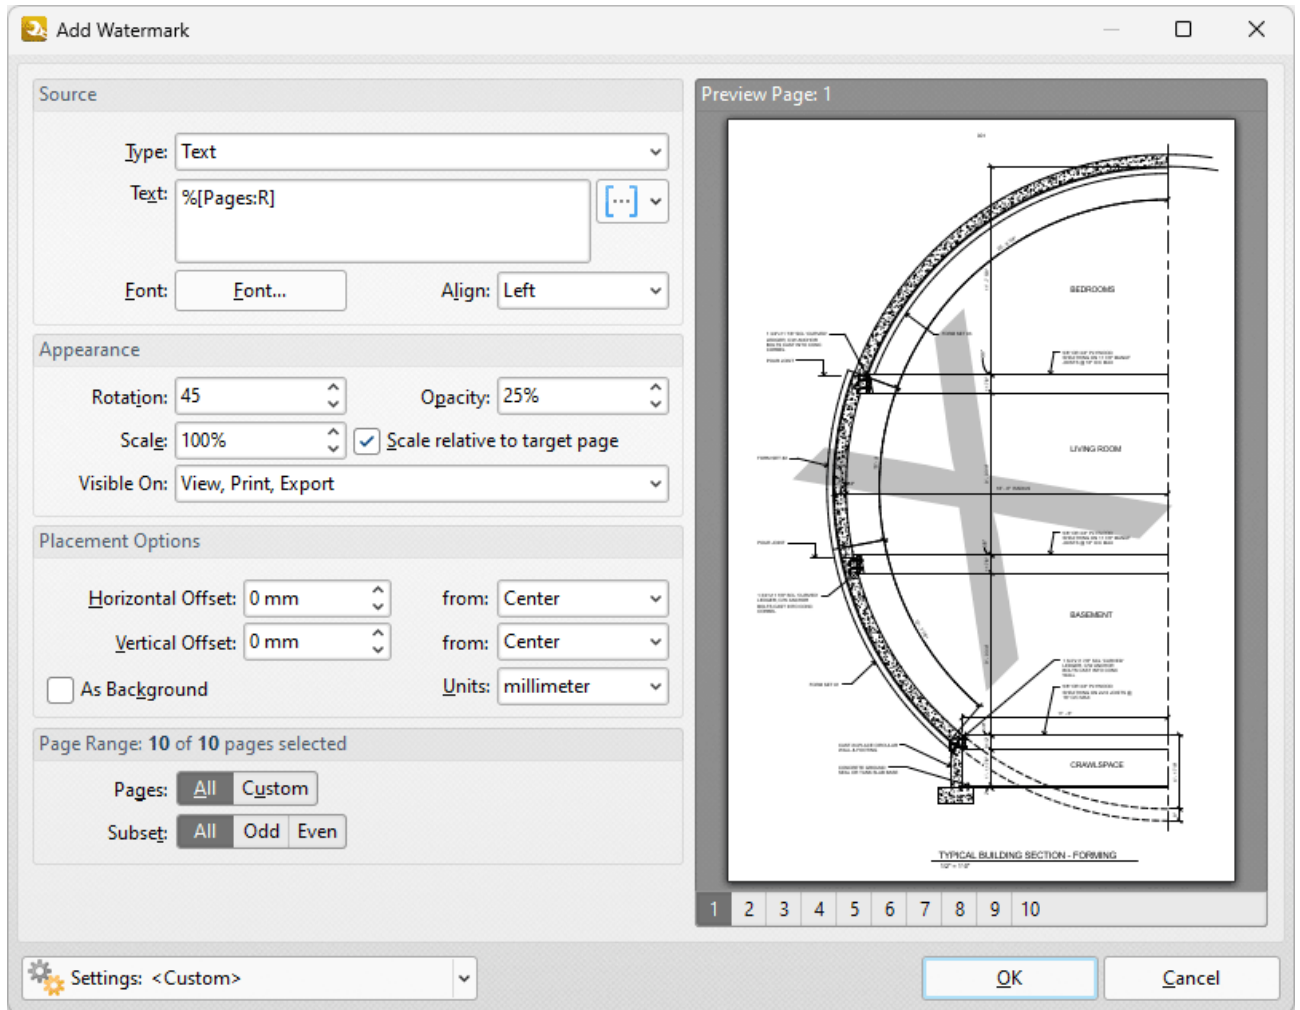 Add Watermark
Source
Type: Text
Text: %[Pages:R]
Font: Font... Align: Left
Appearance
Rotation: 45 Opacity: 25%
Scale: 100% Scale relative to target page
Visible On: View, Print, Export
Placement Options
Horizontal Offset: 0 mm from: Center
Vertical Offset: 0 mm from: Center
As Background Units: millimeter
Page Range: 10 of 10 pages selected
Pages: All Custom
Subset: All Odd Even
Settings: <Custom>
Preview Page: 1
BEDROOMS
LIVING ROOM
BASEMENT
CRAWLSPACE
TYPICAL BUILDING SECTION - FORMING
1/2" = 1'-0"
1 2 3 4 5 6 7 8 9 10
OK Cancel